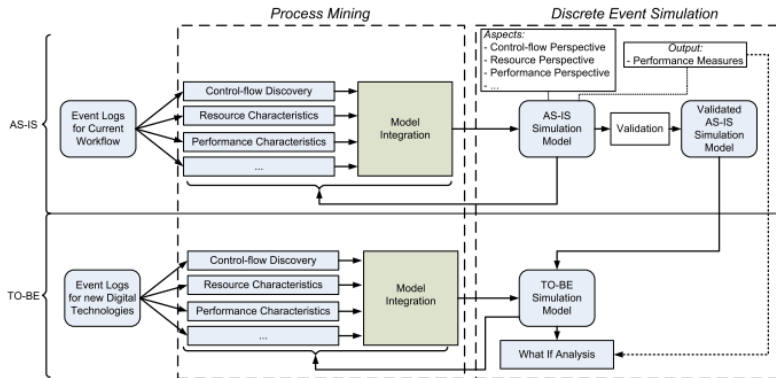 Process Mining
Discrete Event Simulation
Aspects:
- Control-flow Perspective
- Resource Perspective
- Performance Perspective
- ...
Output:
- Performance Measures
AS-IS
Event Logs
for Current
Workflow
Control-flow Discovery
Resource Characteristics
Performance Characteristics
...
Model
Integration
AS-IS
Simulation
Model
Validation
Validated
AS-IS
Simulation
Model
TO-BE
Event Logs
for new Digital
Technologies
Control-flow Discovery
Resource Characteristics
Performance Characteristics
...
Model
Integration
TO-BE
Simulation
Model
What If Analysis